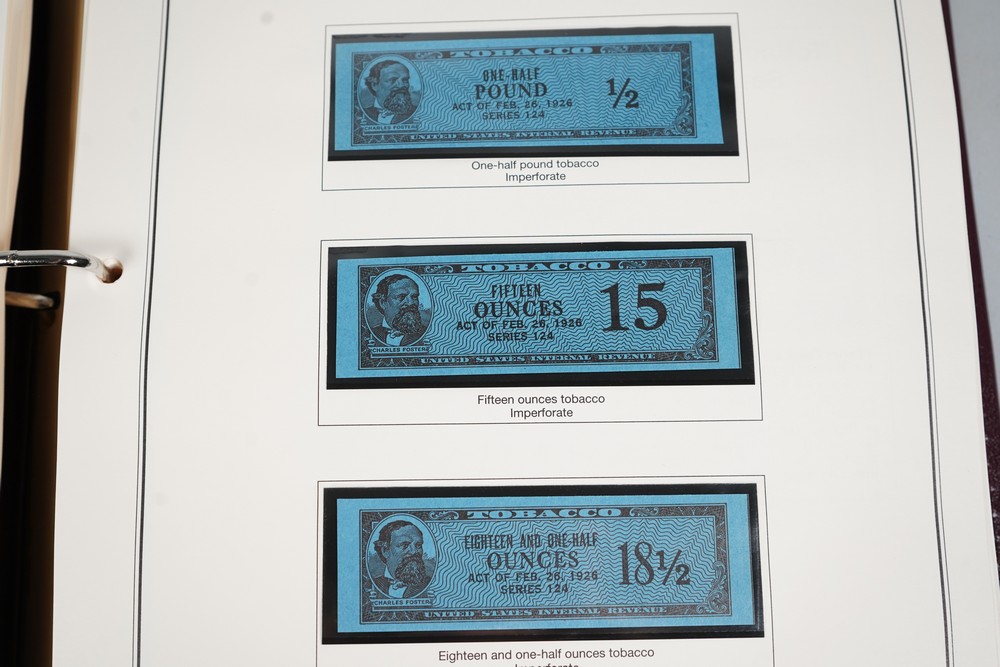 TOBACCO
ONE-HALF
POUND
ACT OF FEB. 26, 1926
SERIES 124
1/2
CHARLES FOSTER
UNITED STATES INTERNAL REVENUE
One-half pound tobacco
Imperforate
TOBACCO
FIFTEEN
OUNCES
ACT OF FEB. 26, 1926
SERIES 124
15
CHARLES FOSTER
UNITED STATES INTERNAL REVENUE
Fifteen ounces tobacco
Imperforate
TOBACCO
EIGHTEEN AND ONE-HALF
OUNCES
ACT OF FEB. 26, 1926
SERIES 124
18 1/2
CHARLES FOSTER
UNITED STATES INTERNAL REVENUE
Eighteen and one-half ounces tobacco
Imperforate